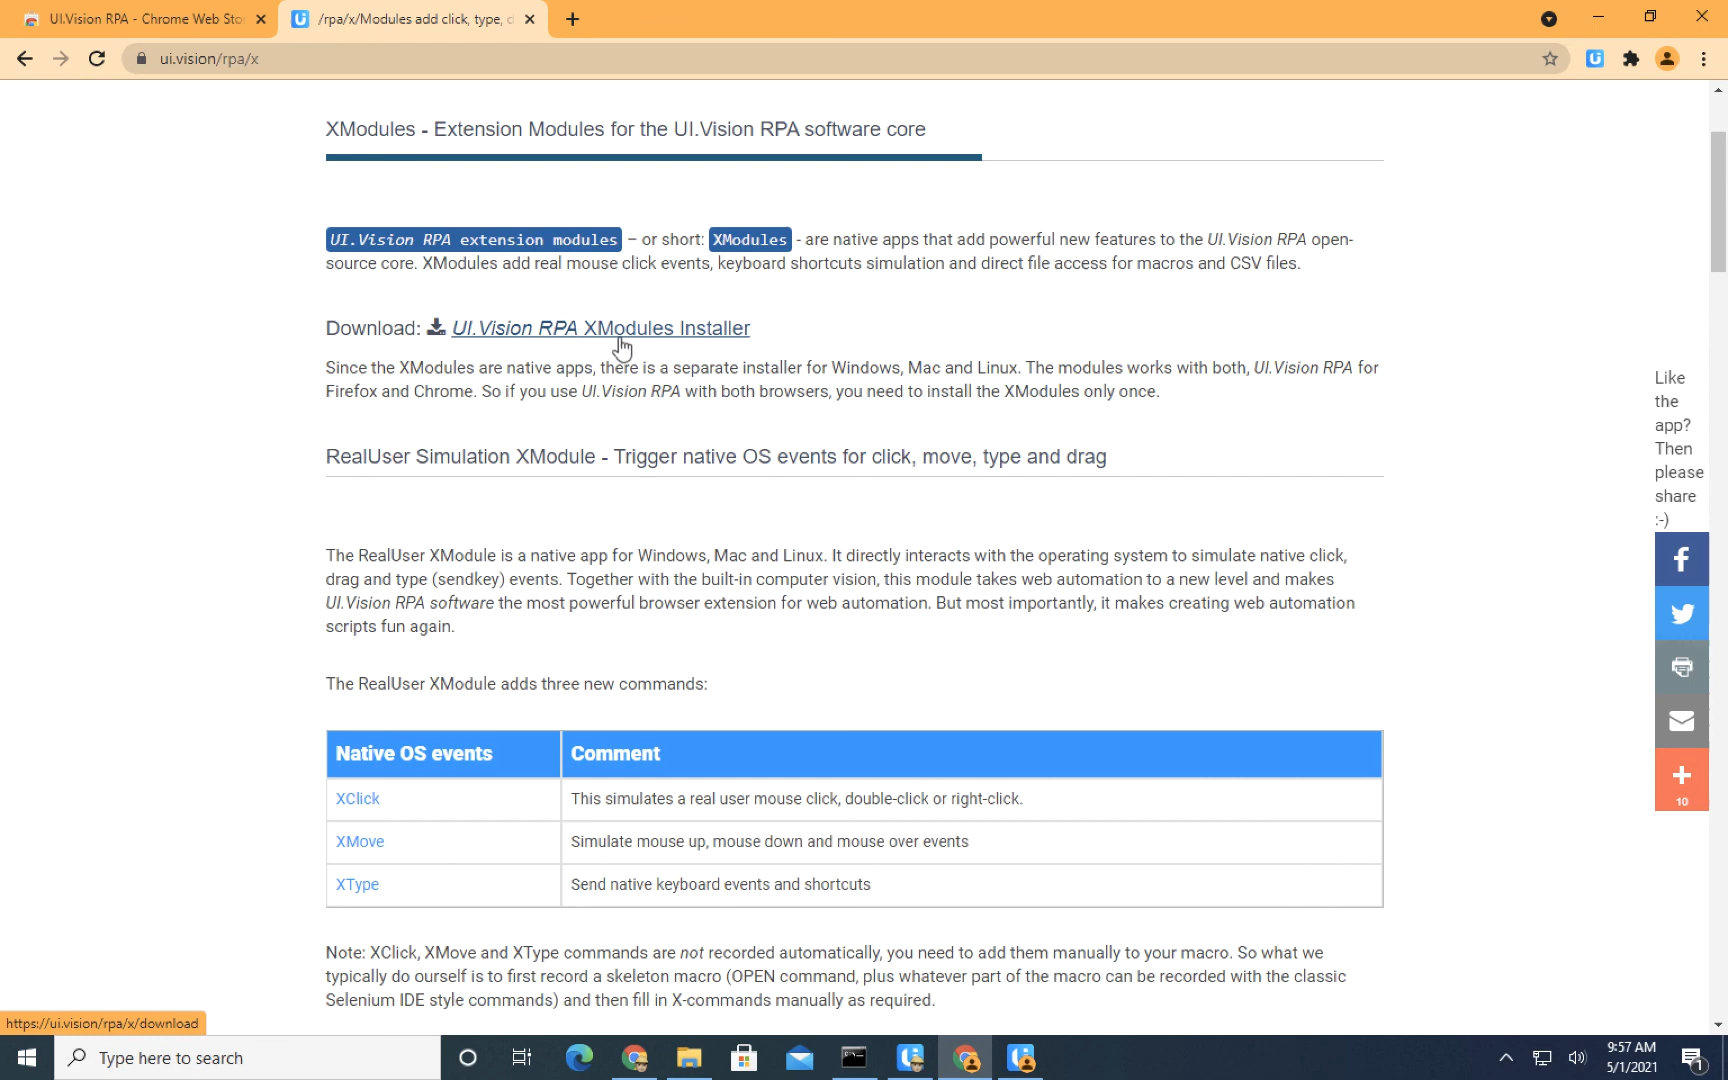 UI.Vision RPA - Chrome Web Sto
/rpa/x/Modules add click, type, d
ui.vision/rpa/x
XModules - Extension Modules for the UI.Vision RPA software core
UI.Vision RPA extension modules – or short: XModules - are native apps that add powerful new features to the UI.Vision RPA open-
source core. XModules add real mouse click events, keyboard shortcuts simulation and direct file access for macros and CSV files.
Download: UI.Vision RPA XModules Installer
Since the XModules are native apps, there is a separate installer for Windows, Mac and Linux. The modules works with both, UI.Vision RPA for
Firefox and Chrome. So if you use UI.Vision RPA with both browsers, you need to install the XModules only once.
RealUser Simulation XModule - Trigger native OS events for click, move, type and drag
The RealUser XModule is a native app for Windows, Mac and Linux. It directly interacts with the operating system to simulate native click,
drag and type (sendkey) events. Together with the built-in computer vision, this module takes web automation to a new level and makes
UI.Vision RPA software the most powerful browser extension for web automation. But most importantly, it makes creating web automation
scripts fun again.
The RealUser XModule adds three new commands:
Native OS events Comment
XClick This simulates a real user mouse click, double-click or right-click.
XMove Simulate mouse up, mouse down and mouse over events
XType Send native keyboard events and shortcuts
Note: XClick, XMove and XType commands are not recorded automatically, you need to add them manually to your macro. So what we
typically do ourself is to first record a skeleton macro (OPEN command, plus whatever part of the macro can be recorded with the classic
Selenium IDE style commands) and then fill in X-commands manually as required.
Like
the
app?
Then
please
share
:-)
10
https://ui.vision/rpa/x/download
Type here to search
9:57 AM
5/1/2021
1